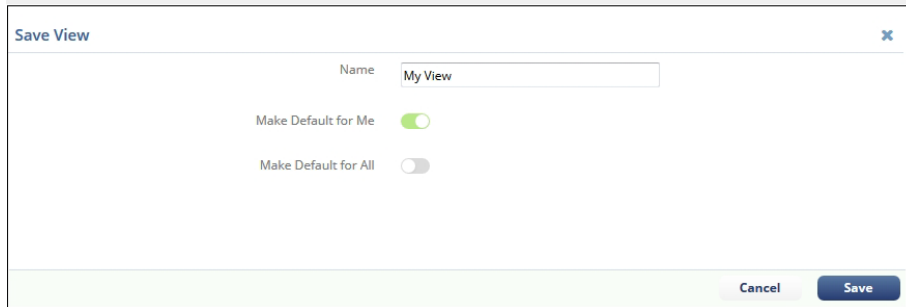 Save View
Name My View
Make Default for Me
Make Default for All
Cancel Save